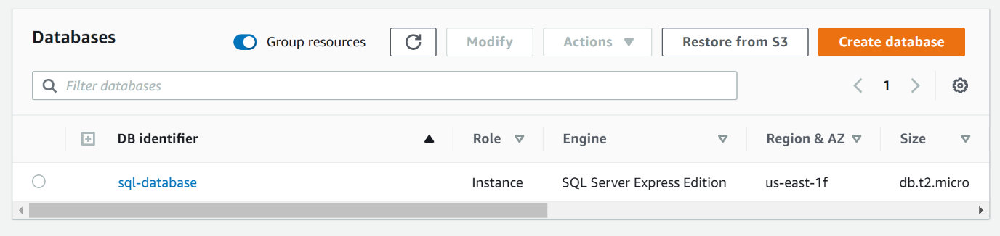 Databases Group resources Modify Actions Restore from S3 Create database
Filter databases 1
DB identifier Role Engine Region & AZ Size
sql-database Instance SQL Server Express Edition us-east-1f db.t2.micro